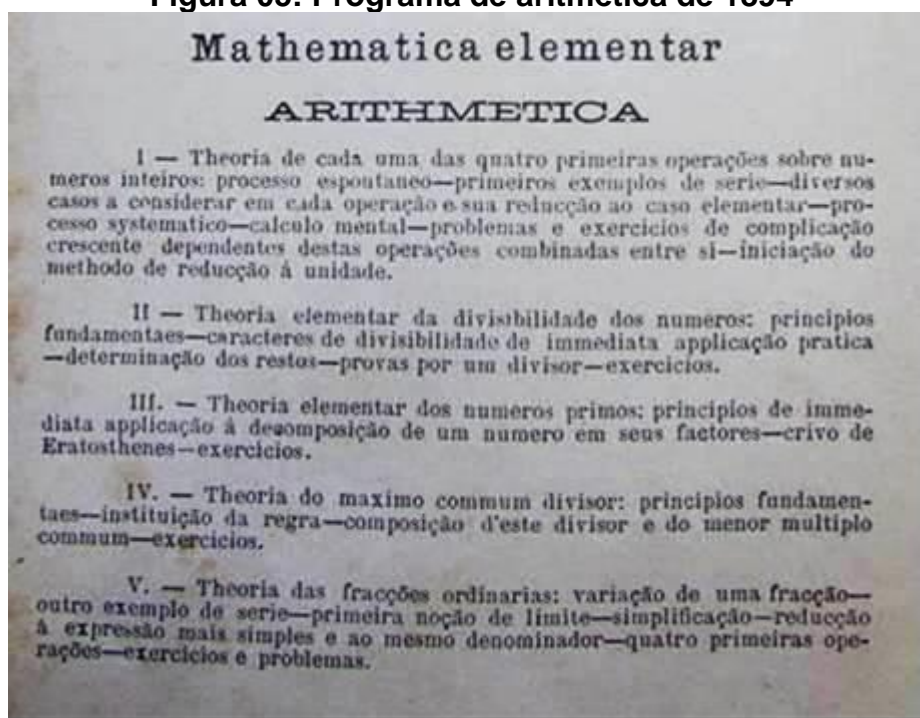 Figura 03: Programa de aritmética de 1894
Mathematica elementar
ARITHMETICA
I — Theoria de cada uma das quatro primeiras operações sobre nu-
meros inteiros: processo espontaneo—primeiros exemplos de serie—diversos
casos a considerar em cada operação e sua reducção ao caso elementar—pro-
cesso systematico—calculo mental—problemas e exercicios de complicação
crescente dependentes destas operações combinadas entre si—iniciação do
methodo de reducção á unidade.
II — Theoria elementar da divisibilidade dos numeros: principios
fundamentaes—caracteres de divisibilidade de immediata applicação pratica
—determinação dos restos—provas por um divisor—exercicios.
III. — Theoria elementar dos numeros primos: principios de imme-
diata applicação á decomposição de um numero em seus factores—crivo de
Eratosthenes—exercicios.
IV. — Theoria do maximo commum divisor: principios fundamen-
taes—instituição da regra—composição d'este divisor e do menor multiplo
commum—exercicios.
V. — Theoria das fracções ordinarias: variação de uma fracção—
outro exemplo de serie—primeira noção de limite—simplificação—reducção
á expressão mais simples e ao mesmo denominador—quatro primeiras ope-
rações—exercicios e problemas.